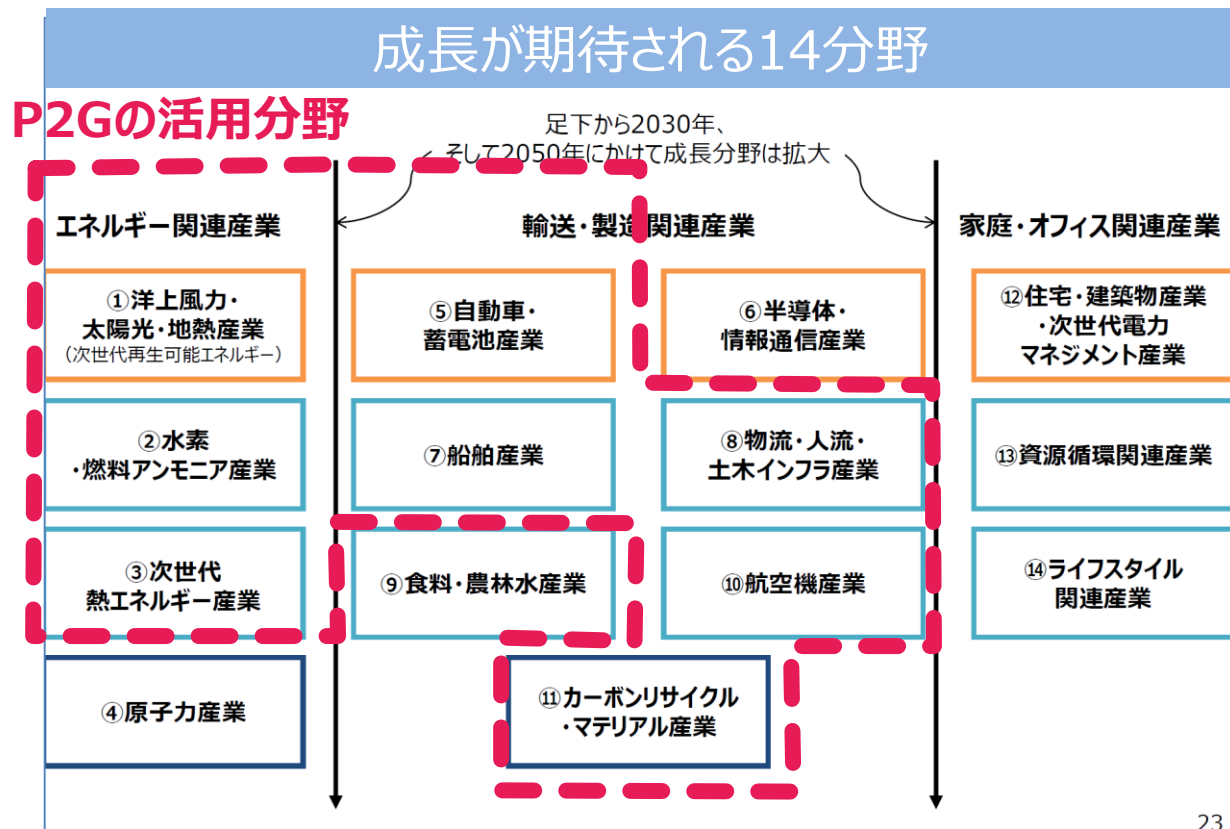 成長が期待される14分野
P2Gの活用分野
足下から2030年、
そして2050年にかけて成長分野は拡大
エネルギー関連産業
輸送・製造関連産業
家庭・オフィス関連産業
①洋上風力・
太陽光・地熱産業
（次世代再生可能エネルギー）
⑤自動車・
蓄電池産業
⑥半導体・
情報通信産業
⑫住宅・建築物産業
・次世代電力
マネジメント産業
②水素
・燃料アンモニア産業
⑦船舶産業
⑧物流・人流・
土木インフラ産業
⑬資源循環関連産業
③次世代
熱エネルギー産業
⑨食料・農林水産業
⑩航空機産業
⑭ライフスタイル
関連産業
④原子力産業
⑪カーボンリサイクル
・マテリアル産業
23